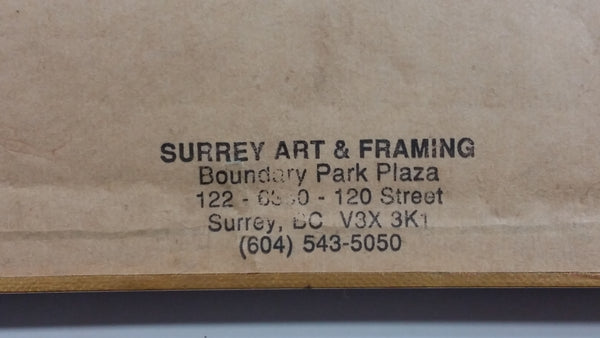 SURREY ART & FRAMING
Boundary Park Plaza
122 - - 120 Street
Surrey, BC V3X 3K1
(604) 543-5050